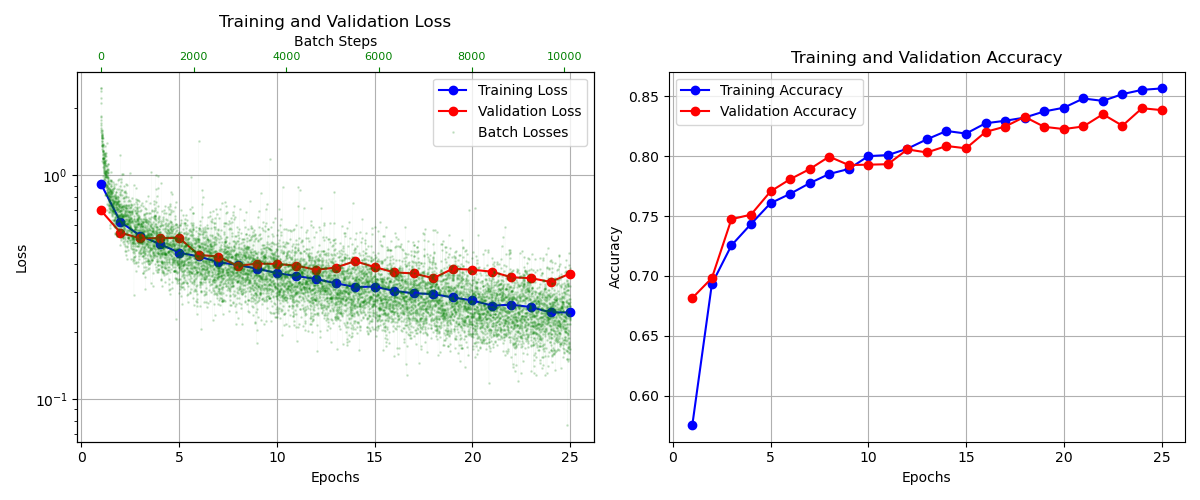 Training and Validation Loss
Batch Steps
0 2000 4000 6000 8000 10000
Training Loss
Validation Loss
Batch Losses
10⁰
10⁻¹
Loss
0 5 10 15 20 25
Epochs
Training and Validation Accuracy
Training Accuracy
Validation Accuracy
0.85
0.80
0.75
0.70
0.65
0.60
Accuracy
0 5 10 15 20 25
Epochs